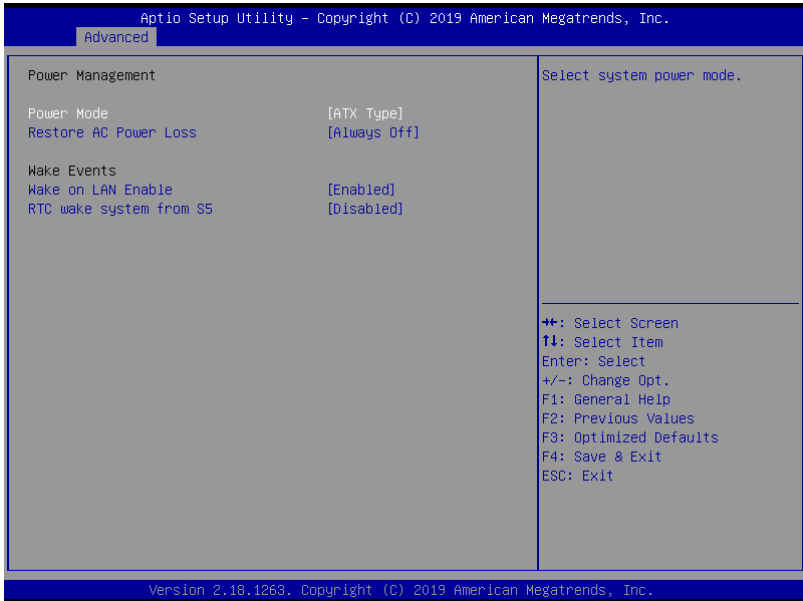 Aptio Setup Utility – Copyright (C) 2019 American Megatrends, Inc.
Advanced
Power Management
Power Mode [ATX Type]
Restore AC Power Loss [Always Off]
Wake Events
Wake on LAN Enable [Enabled]
RTC wake system from S5 [Disabled]
Select system power mode.
→←: Select Screen
↑↓: Select Item
Enter: Select
+/-: Change Opt.
F1: General Help
F2: Previous Values
F3: Optimized Defaults
F4: Save & Exit
ESC: Exit
Version 2.18.1263. Copyright (C) 2019 American Megatrends, Inc.